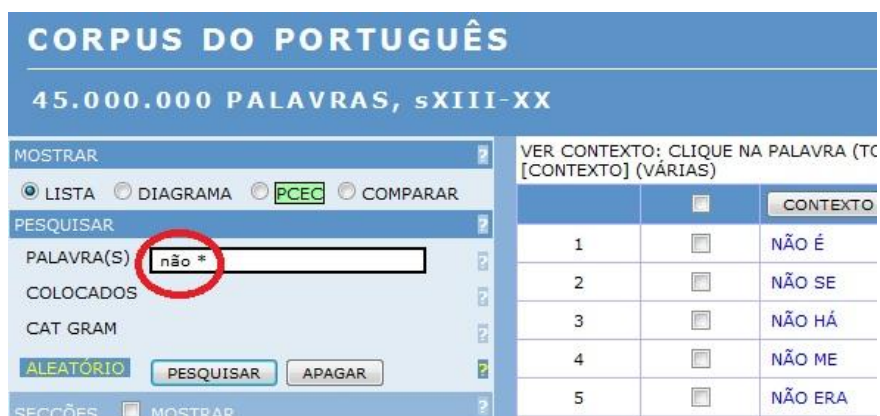 CORPUS DO PORTUGUÊS
45.000.000 PALAVRAS, sXIII-XX
MOSTRAR ?
LISTA DIAGRAMA PCEC COMPARAR
PESQUISAR ?
PALAVRA(S) não * ?
COLOCADOS ?
CAT GRAM ?
ALEATÓRIO PESQUISAR APAGAR ?
SECÇÕES MOSTRAR ?
VER CONTEXTO: CLIQUE NA PALAVRA (TO
[CONTEXTO] (VÁRIAS)
CONTEXTO
1 NÃO É
2 NÃO SE
3 NÃO HÁ
4 NÃO ME
5 NÃO ERA